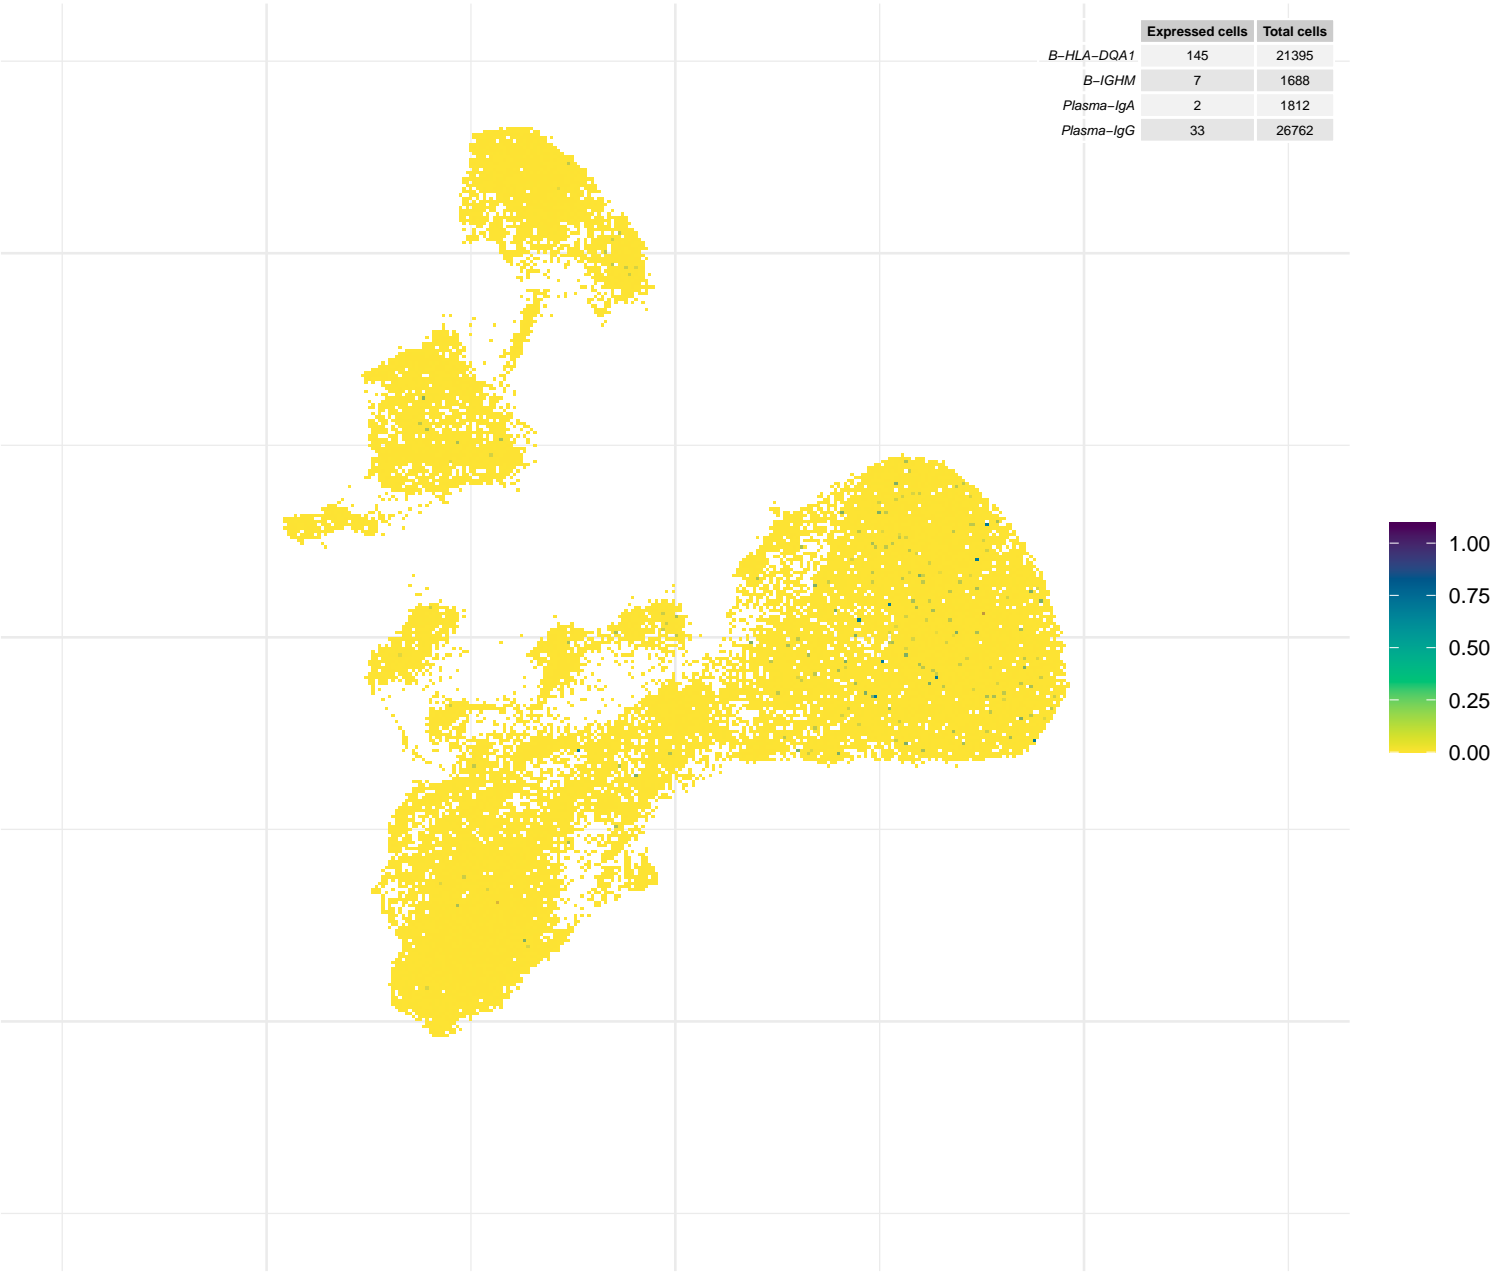 Expressed cells Total cells
B−HLA−DQA1 145 21395
B−IGHM 7 1688
Plasma−IgA 2 1812
Plasma−IgG 33 26762
1.00
0.75
0.50
0.25
0.00